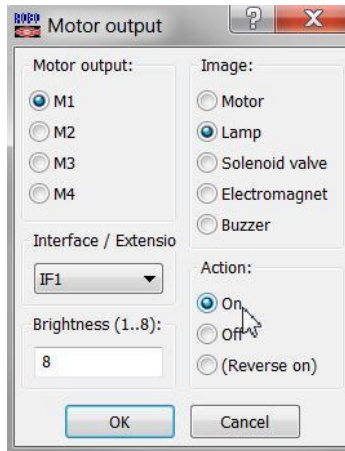 ROBO
Motor output
?
X
Motor output:
M1
M2
M3
M4
Interface / Extensio
IF1
Brightness (1..8):
8
Image:
Motor
Lamp
Solenoid valve
Electromagnet
Buzzer
Action:
On
Off
(Reverse on)
OK
Cancel